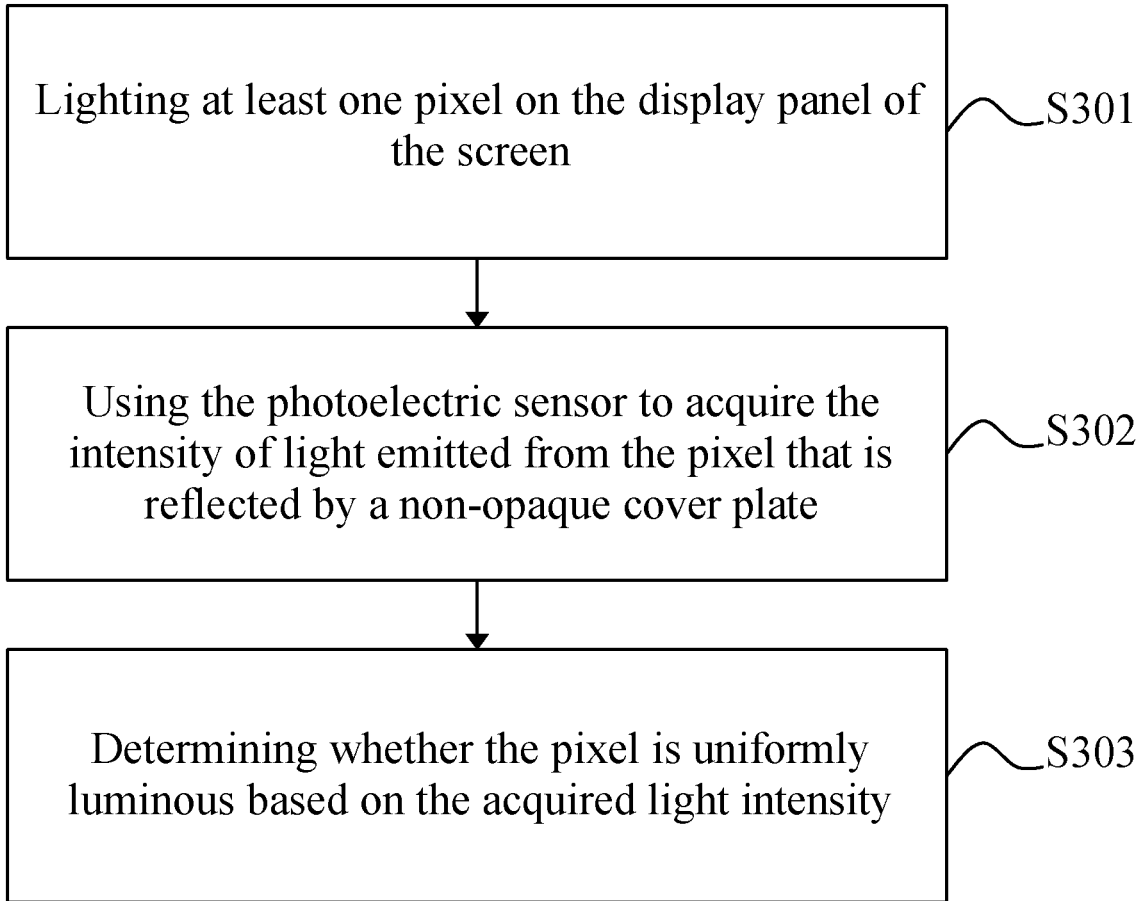 Lighting at least one pixel on the display panel of
the screen
S301
Using the photoelectric sensor to acquire the
intensity of light emitted from the pixel that is
reflected by a non-opaque cover plate
S302
Determining whether the pixel is uniformly
luminous based on the acquired light intensity
S303